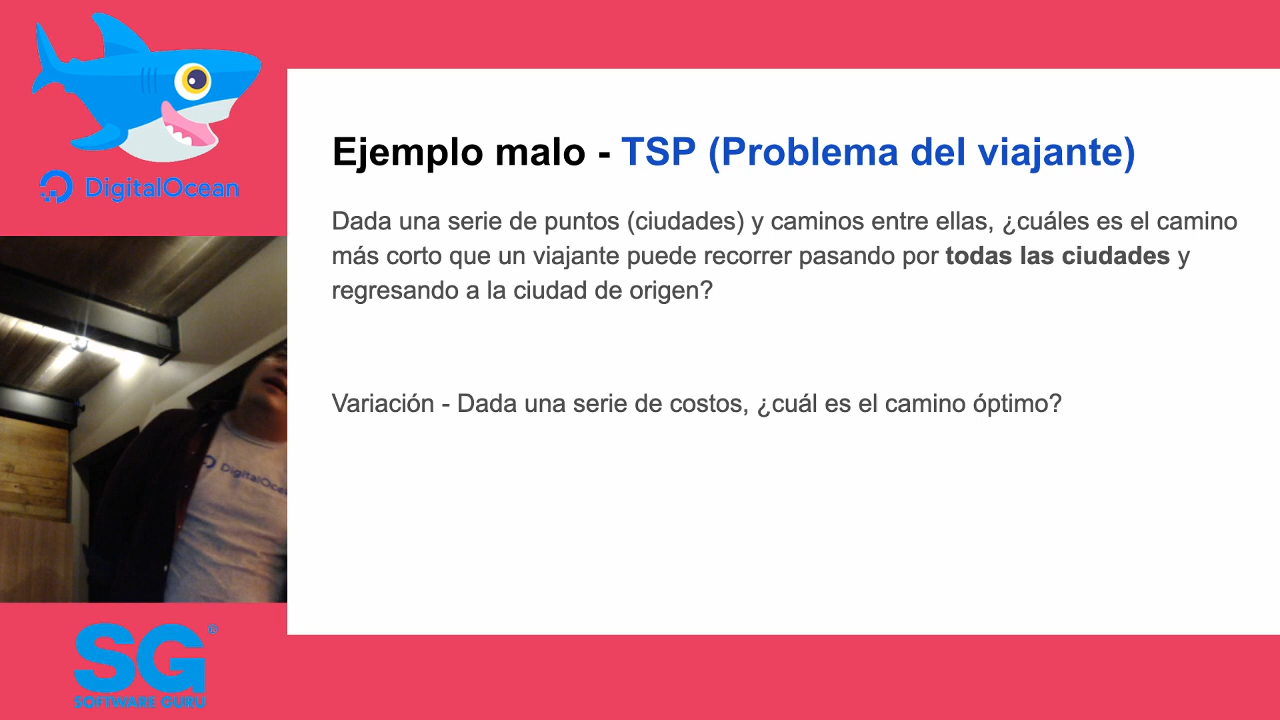 DigitalOcean
Ejemplo malo - TSP (Problema del viajante)
Dada una serie de puntos (ciudades) y caminos entre ellas, ¿cuáles es el camino
más corto que un viajante puede recorrer pasando por todas las ciudades y
regresando a la ciudad de origen?
Variación - Dada una serie de costos, ¿cuál es el camino óptimo?
DigitalOcea
SG®
SOFTWARE GURU